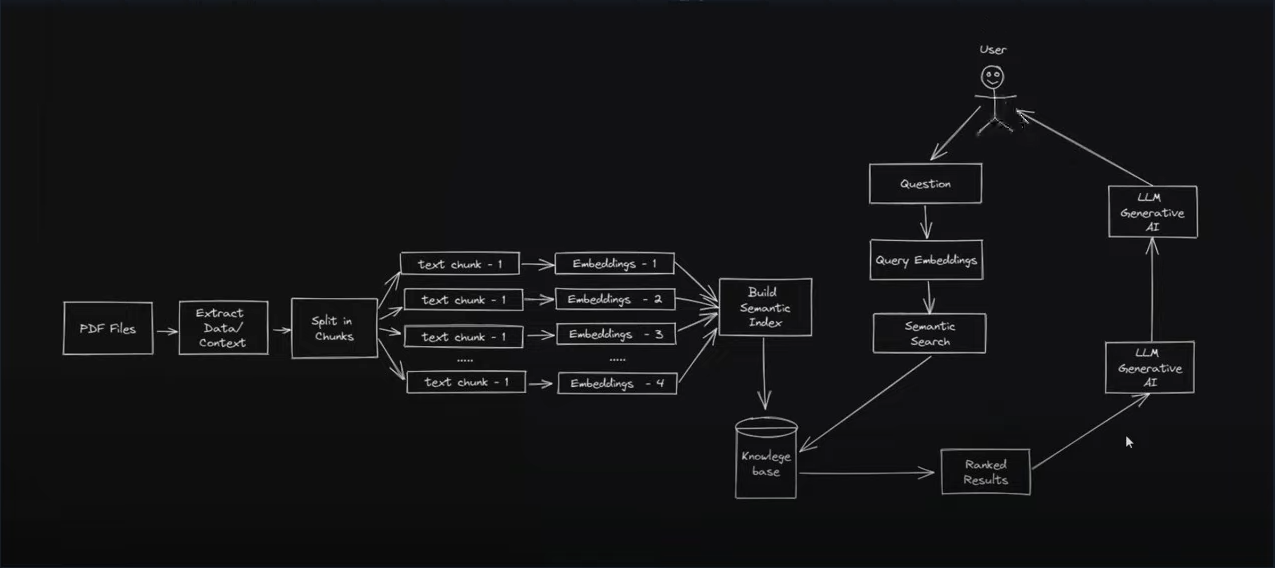 User
Question
Query Embeddings
Semantic
Search
LLM
Generative
AI
LLM
Generative
AI
PDF Files
Extract
Data/
Context
Split in
Chunks
text chunk - 1
Embeddings - 1
text chunk - 1
Embeddings - 2
text chunk - 1
Embeddings - 3
.....
.....
text chunk - 1
Embeddings - 4
Build
Semantic
Index
Knowlege
base
Ranked
Results